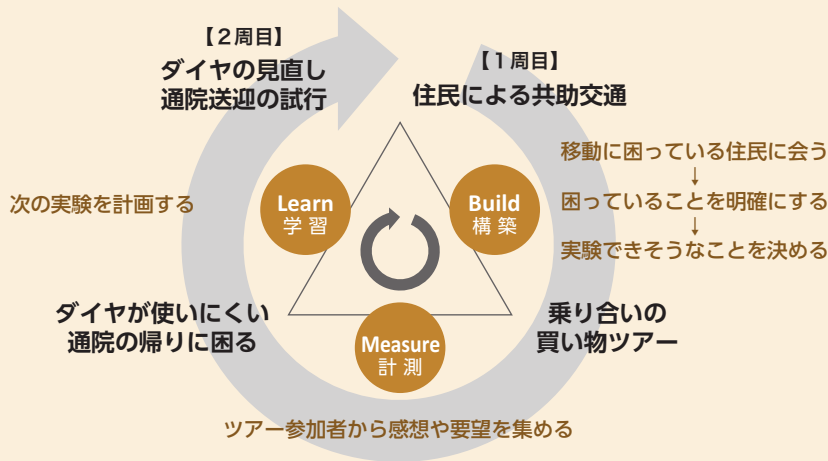 【２周目】
ダイヤの見直し
通院送迎の試行
【１周目】
住民による共助交通
移動に困っている住民に会う
↓
困っていることを明確にする
↓
実験できそうなことを決める
Learn
学習
Build
構築
次の実験を計画する
ダイヤが使いにくい
通院の帰りに困る
Measure
計測
乗り合いの
買い物ツアー
ツアー参加者から感想や要望を集める